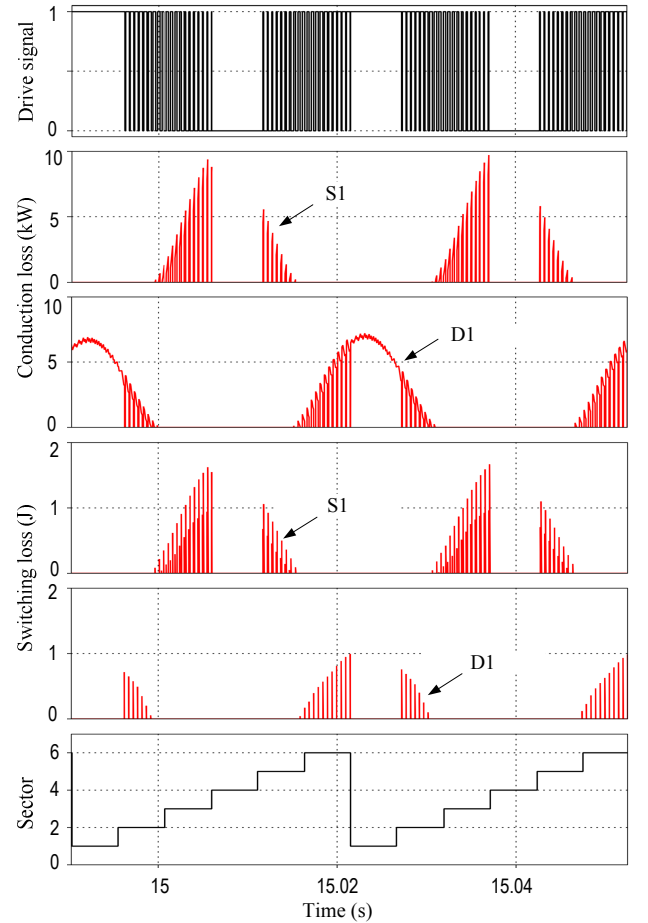 1
Drive signal
0
10
S1
5
0
Conduction loss (kW)
10
D1
5
0
2
S1
1
0
Switching loss (J)
2
D1
1
0
6
4
Sector
2
0
15
15.02
15.04
Time (s)